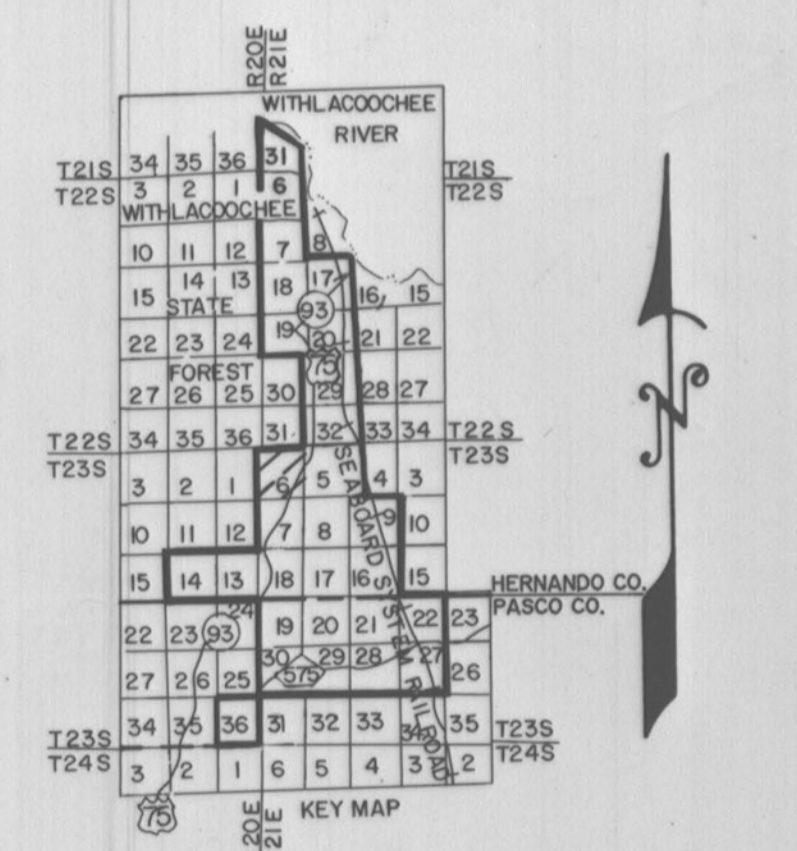 R20E
R21E
WITHLACOOCHEE
RIVER
T21S 34 35 36 31 T21S
T22S 3 2 1 6 T22S
WITHLACOOCHEE
10 11 12 7 8
14 13 18 17
15 16 15
STATE 93
22 23 24 19 20 21 22
FOREST 75
27 26 25 30 29 28 27
T22S 34 35 36 31 32 33 34 T22S
T23S T23S
3 2 1 6 5 4 3
10 11 12 7 8 9 10
15 14 13 18 17 16 15
SEABOARD SYSTEM RAILROAD
HERNANDO CO.
PASCO CO.
24
22 23 93 19 20 21 22 23
30 29 28 27
27 26 25 575 26
34 35 36 31 32 33 34 35 T23S
T23S
T24S 3 2 1 6 5 4 3 2 T24S
75
20E
21E
KEY MAP
N